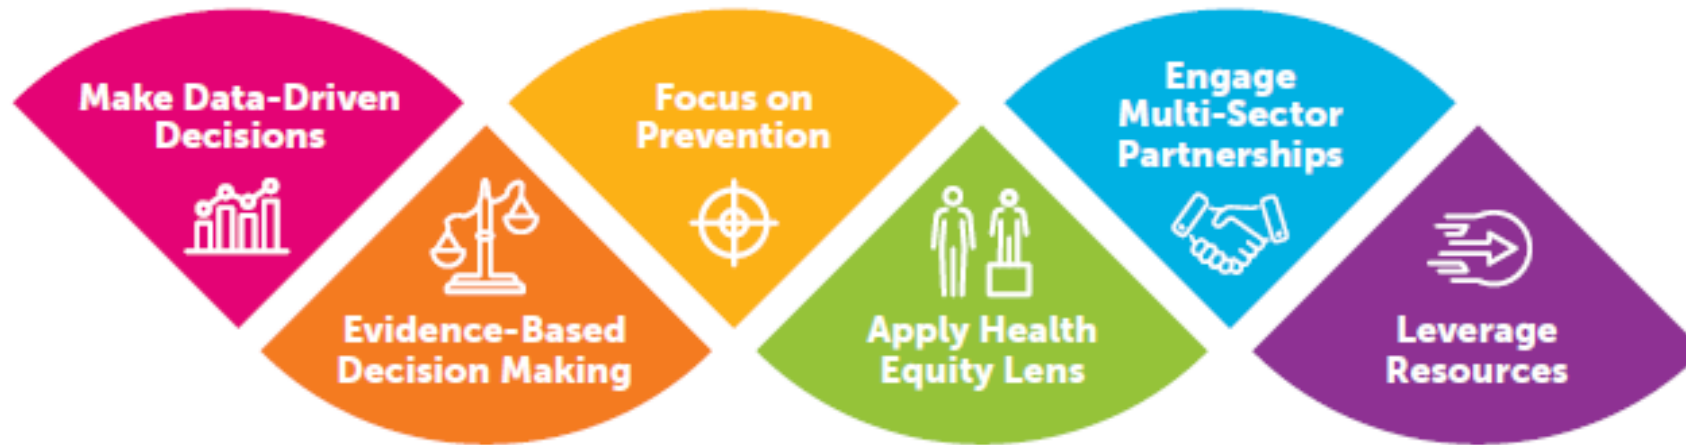 Make Data-Driven
Decisions
Evidence-Based
Decision Making
Focus on
Prevention
Apply Health
Equity Lens
Engage
Multi-Sector
Partnerships
Leverage
Resources